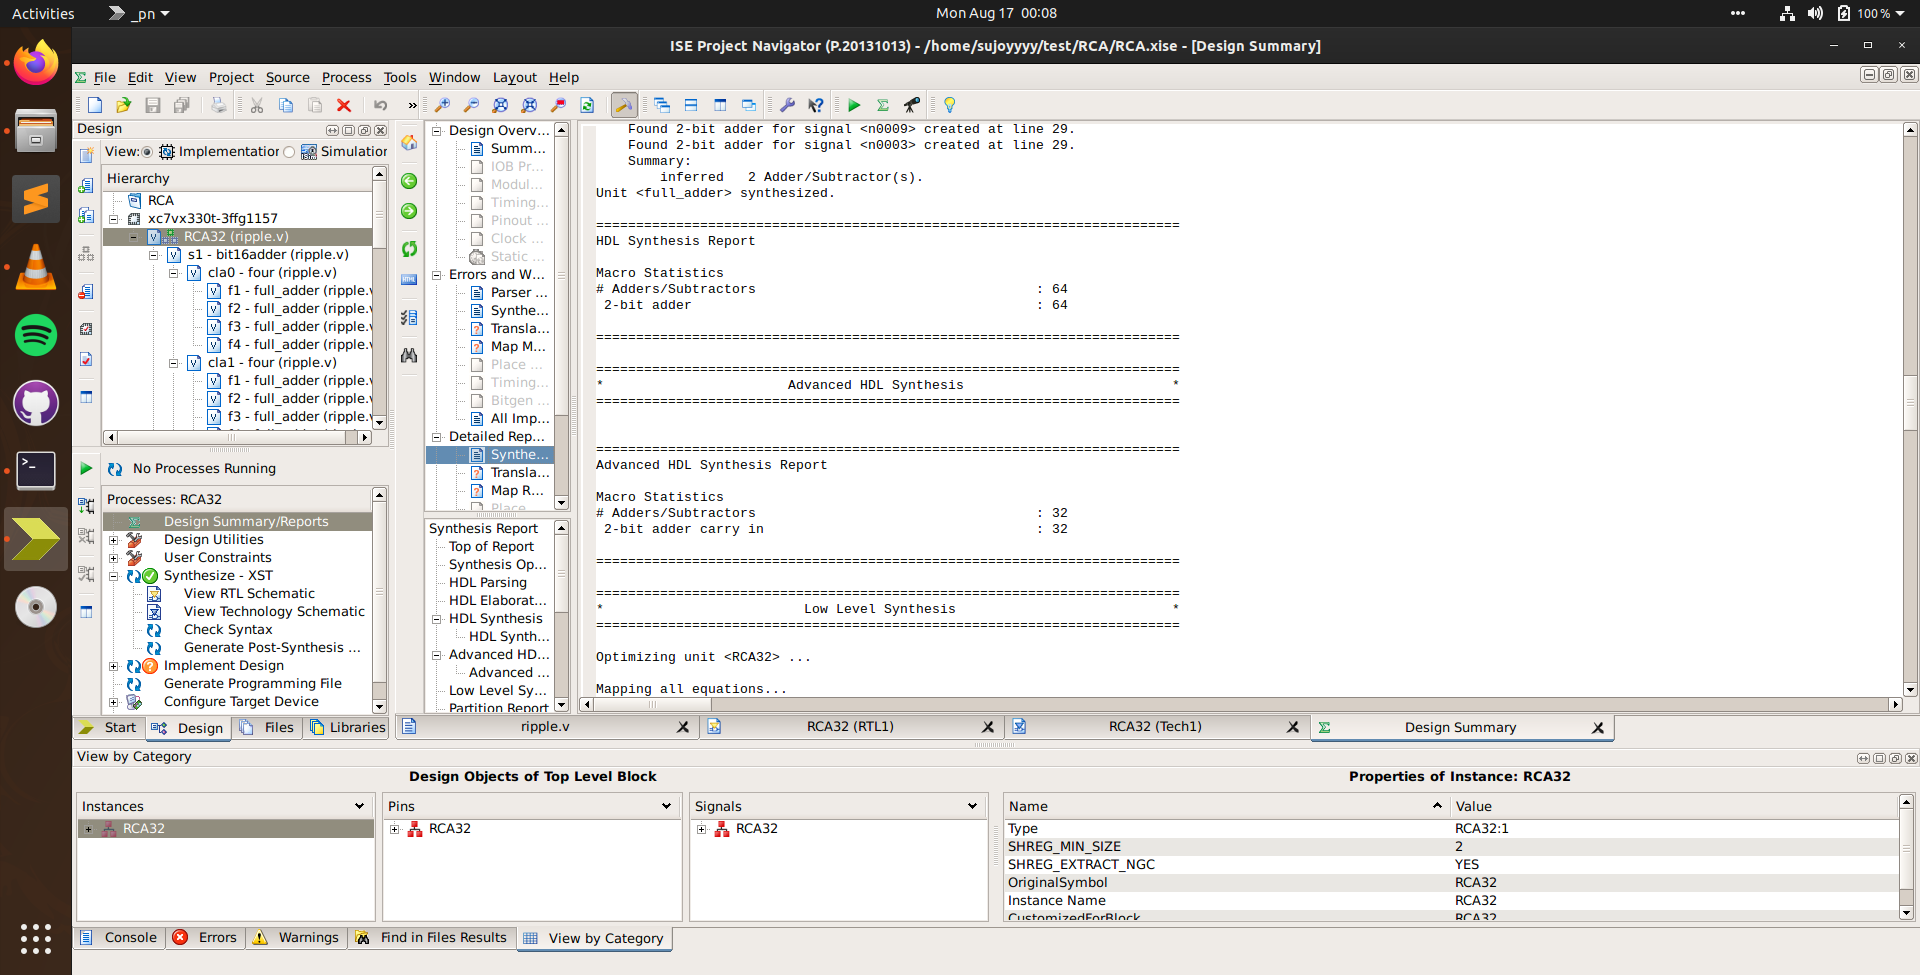 Activities
_pn
Mon Aug 17 00:08
100 %
ISE Project Navigator (P.20131013) - /home/sujoyyyy/test/RCA/RCA.xise - [Design Summary]
File Edit View Project Source Process Tools Window Layout Help
Design
View: Implementation Simulation
Hierarchy
RCA
xc7vx330t-3ffg1157
RCA32 (ripple.v)
s1 - bit16adder (ripple.v)
cla0 - four (ripple.v)
f1 - full_adder (ripple.v
f2 - full_adder (ripple.v
f3 - full_adder (ripple.v
f4 - full_adder (ripple.v
cla1 - four (ripple.v)
f1 - full_adder (ripple.v
f2 - full_adder (ripple.v
f3 - full_adder (ripple.v
No Processes Running
Processes: RCA32
Design Summary/Reports
Design Utilities
User Constraints
Synthesize - XST
View RTL Schematic
View Technology Schematic
Check Syntax
Generate Post-Synthesis ...
Implement Design
Generate Programming File
Configure Target Device
Start Design Files Libraries
Design Overv...
Summ...
IOB Pr...
Modul...
Timing...
Pinout ...
Clock ...
Static ...
Errors and W...
Parser ...
Synthe...
Transla...
Map M...
Place ...
Timing...
Bitgen ...
All Imp...
Detailed Rep...
Synthe...
Transla...
Map R...
Place ...
Synthesis Report
Top of Report
Synthesis Op...
HDL Parsing
HDL Elaborat...
HDL Synthesis
HDL Synth...
Advanced HD...
Advanced ...
Low Level Sy...
Partition Report
Found 2-bit adder for signal <n0009> created at line 29.
Found 2-bit adder for signal <n0003> created at line 29.
Summary:
inferred 2 Adder/Subtractor(s).
Unit <full_adder> synthesized.
=========================================================================
HDL Synthesis Report
Macro Statistics
# Adders/Subtractors : 64
2-bit adder : 64
=========================================================================
=========================================================================
* Advanced HDL Synthesis *
=========================================================================
=========================================================================
Advanced HDL Synthesis Report
Macro Statistics
# Adders/Subtractors : 32
2-bit adder carry in : 32
=========================================================================
=========================================================================
* Low Level Synthesis *
=========================================================================
Optimizing unit <RCA32> ...
Mapping all equations...
ripple.v RCA32 (RTL1) RCA32 (Tech1) Design Summary
View by Category
Design Objects of Top Level Block
Properties of Instance: RCA32
Instances
RCA32
Pins
RCA32
Signals
RCA32
Name Value
Type RCA32:1
SHREG_MIN_SIZE 2
SHREG_EXTRACT_NGC YES
OriginalSymbol RCA32
Instance Name RCA32
CustomizedForBlock RCA32
Console Errors Warnings Find in Files Results View by Category